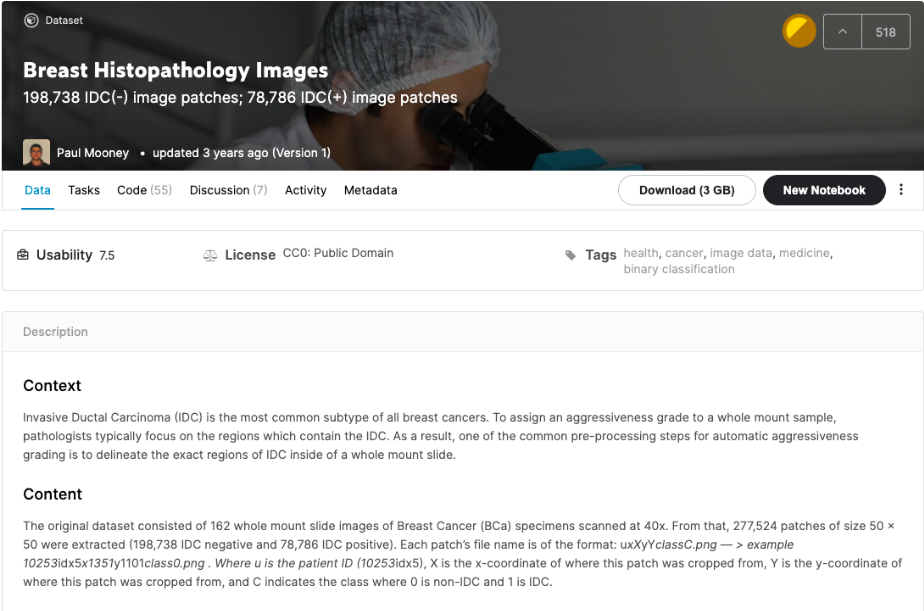 Dataset
518
Breast Histopathology Images
198,738 IDC(-) image patches; 78,786 IDC(+) image patches
Paul Mooney • updated 3 years ago (Version 1)
Data Tasks Code (55) Discussion (7) Activity Metadata Download (3 GB) New Notebook
Usability 7.5 License CC0: Public Domain Tags health, cancer, image data, medicine,
binary classification
Description
Context
Invasive Ductal Carcinoma (IDC) is the most common subtype of all breast cancers. To assign an aggressiveness grade to a whole mount sample,
pathologists typically focus on the regions which contain the IDC. As a result, one of the common pre-processing steps for automatic aggressiveness
grading is to delineate the exact regions of IDC inside of a whole mount slide.
Content
The original dataset consisted of 162 whole mount slide images of Breast Cancer (BCa) specimens scanned at 40x. From that, 277,524 patches of size 50 ×
50 were extracted (198,738 IDC negative and 78,786 IDC positive). Each patch's file name is of the format: uxXyYclassC.png — > example
10253idx5x1351y1101class0.png . Where u is the patient ID (10253idx5), X is the x-coordinate of where this patch was cropped from, Y is the y-coordinate of
where this patch was cropped from, and C indicates the class where 0 is non-IDC and 1 is IDC.